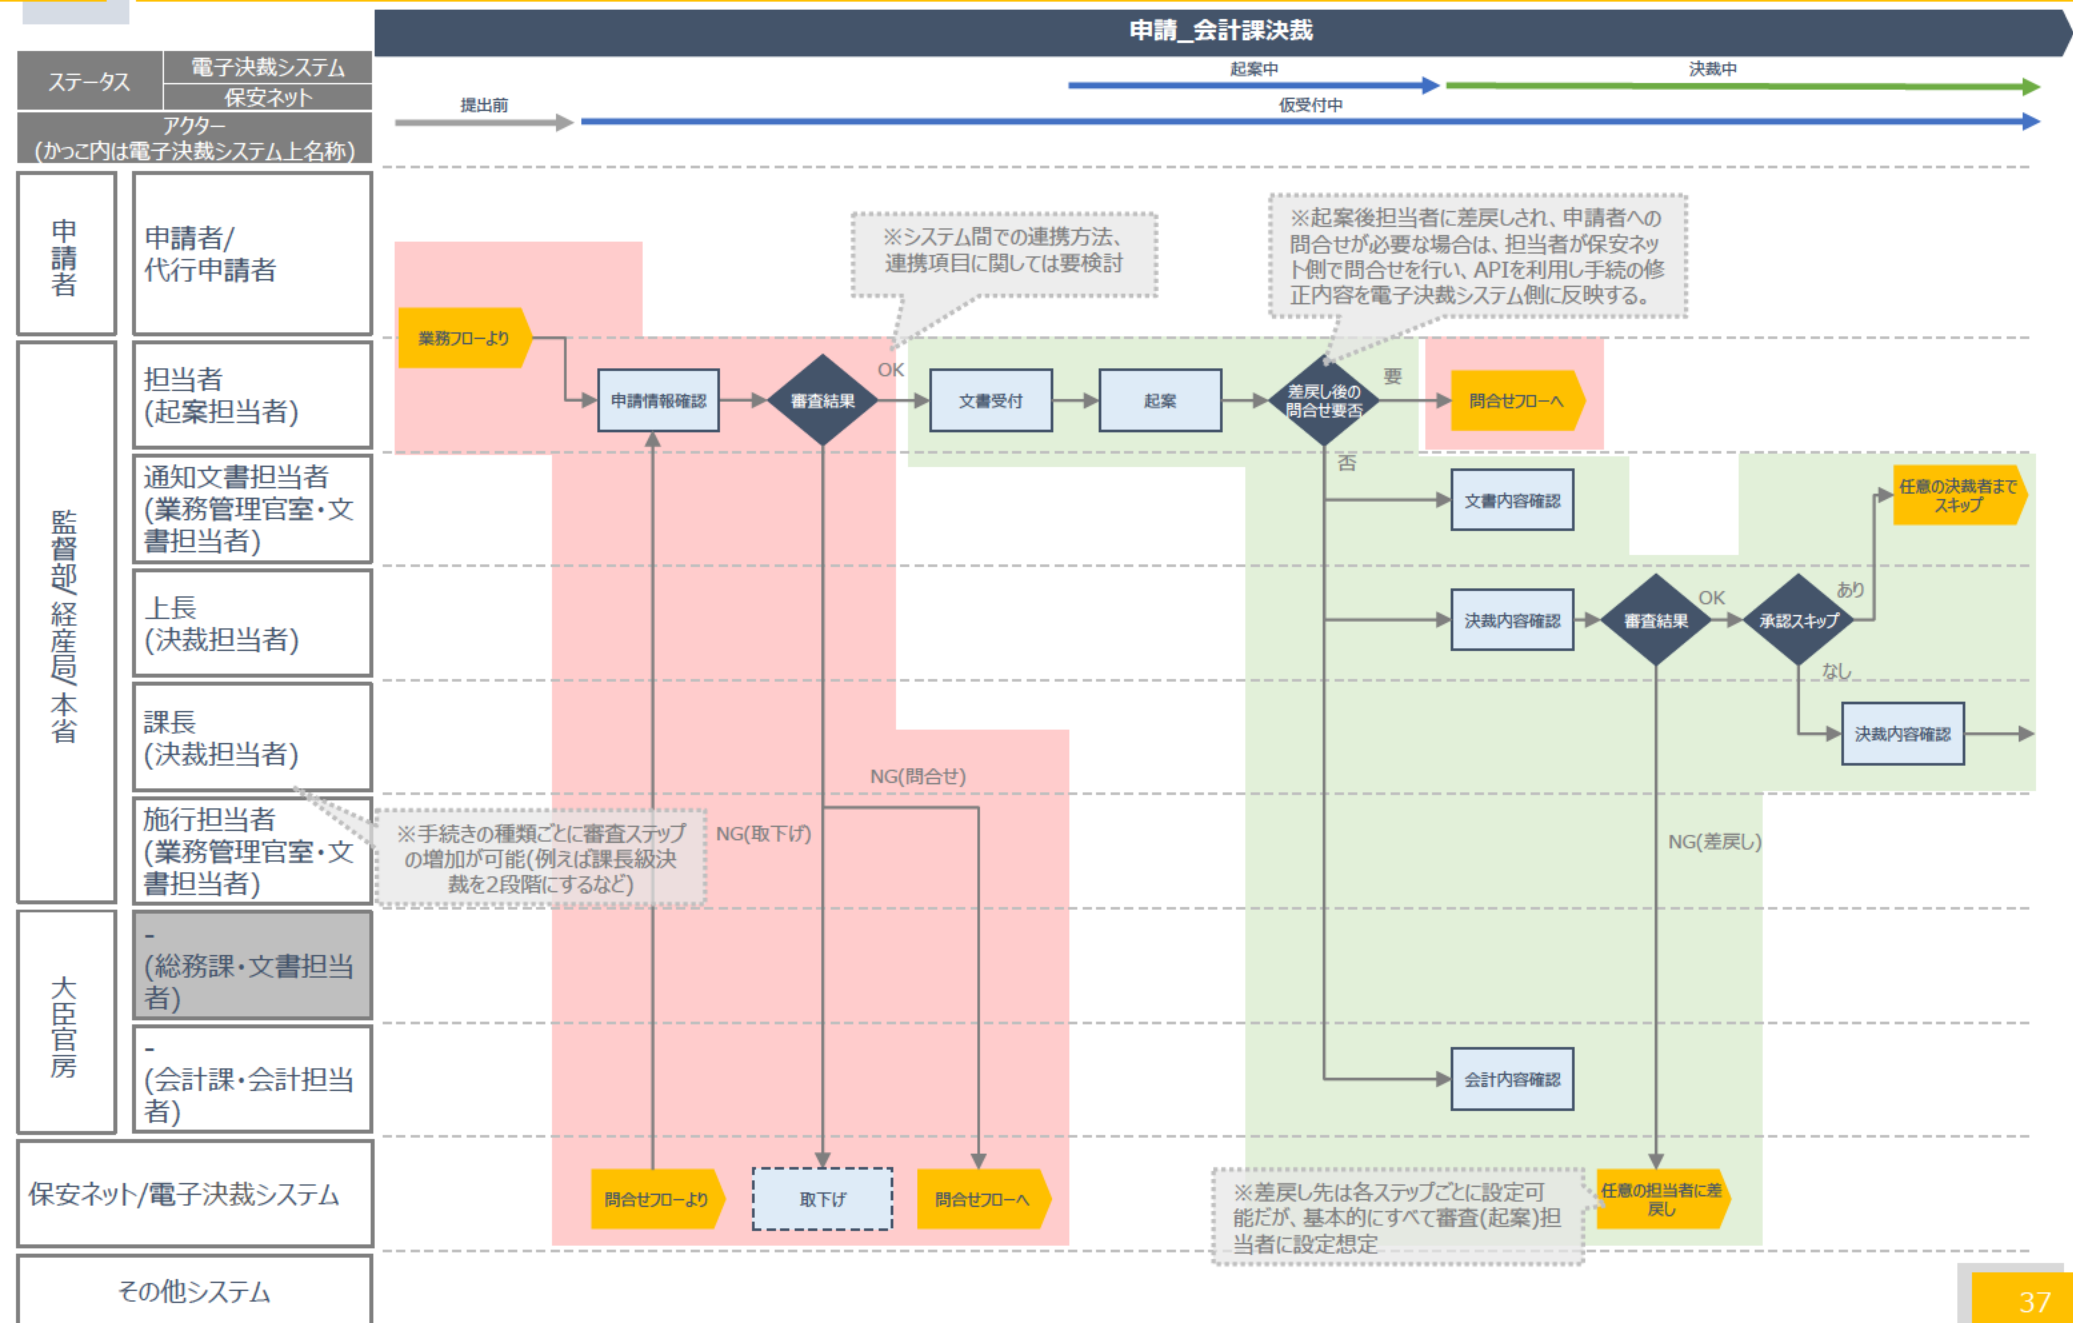 申請_会計課決裁
ステータス
電子決裁システム
保安ネット
起案中
決裁中
提出前
仮受付中
アクター
(かっこ内は電子決裁システム上名称)
申請者
申請者/
代行申請者
※システム間での連携方法、
連携項目に関しては要検討
※起案後担当者に差戻しされ、申請者への
問合せが必要な場合は、担当者が保安ネッ
ト側で問合せを行い、APIを利用し手続の修
正内容を電子決裁システム側に反映する。
業務フローより
監督部/経産局/本省
担当者
(起案担当者)
申請情報確認
審査結果
OK
文書受付
起案
差戻し後の
問合せ要否
要
問合せフローへ
否
通知文書担当者
(業務管理官室・文
書担当者)
文書内容確認
任意の決裁者まで
スキップ
上長
(決裁担当者)
決裁内容確認
審査結果
OK
承認スキップ
あり
なし
課長
(決裁担当者)
決裁内容確認
NG(問合せ)
施行担当者
(業務管理官室・文
書担当者)
※手続きの種類ごとに審査ステップ
の増加が可能(例えば課長級決
裁を2段階にするなど)
NG(取下げ)
NG(差戻し)
大臣官房
-
(総務課・文書担当
者)
-
(会計課・会計担当
者)
会計内容確認
保安ネット/電子決裁システム
問合せフローより
取下げ
問合せフローへ
※差戻し先は各ステップごとに設定可
能だが、基本的にすべて審査(起案)担
当者に設定想定
任意の担当者に差
戻し
その他システム
37